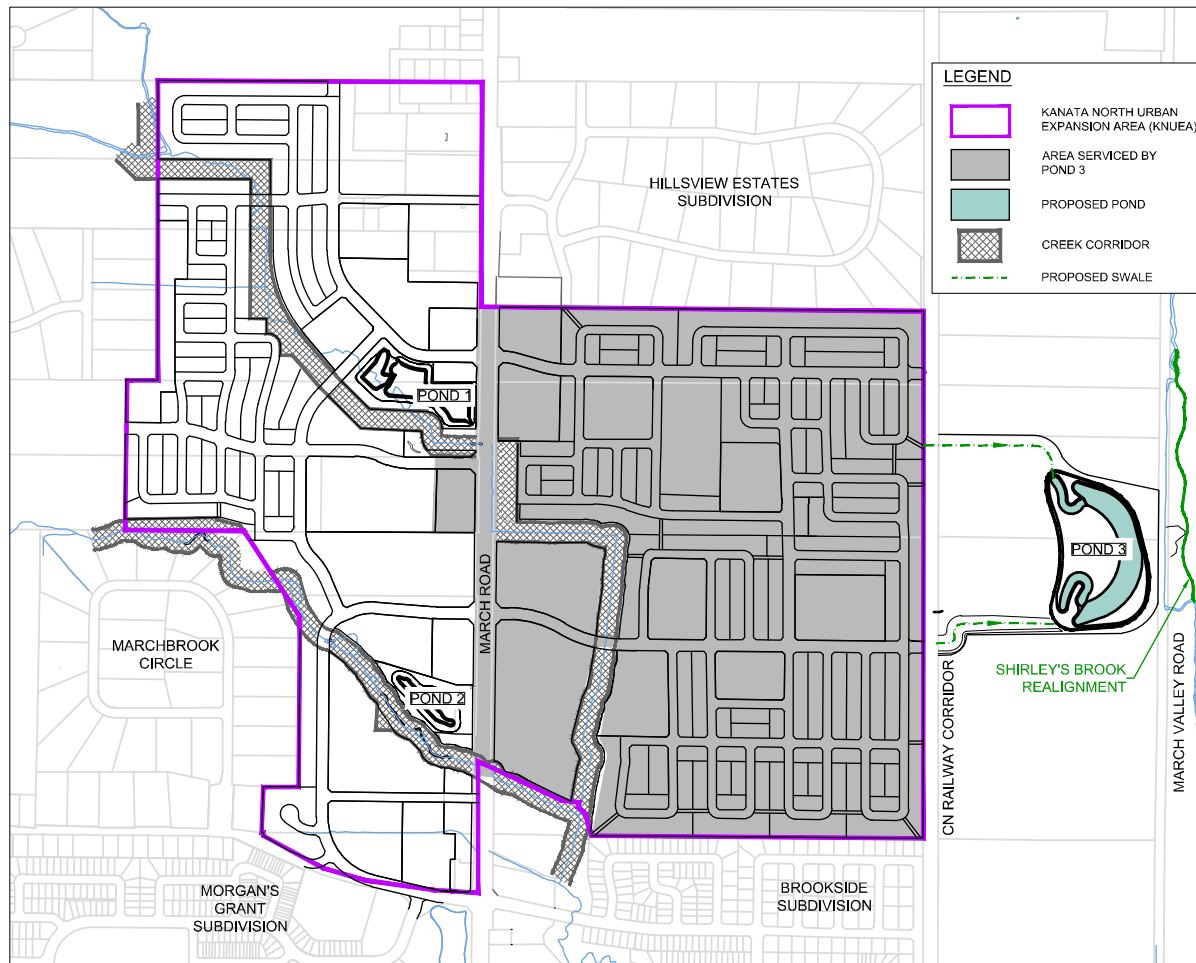 LEGEND
KANATA NORTH URBAN
EXPANSION AREA (KNUEA)
AREA SERVICED BY
POND 3
PROPOSED POND
CREEK CORRIDOR
PROPOSED SWALE
HILLSVIEW ESTATES
SUBDIVISION
POND 1
POND 3
MARCH ROAD
MARCHBROOK
CIRCLE
POND 2
SHIRLEY'S BROOK
REALIGNMENT
CN RAILWAY CORRIDOR
MARCH VALLEY ROAD
MORGAN'S
GRANT
SUBDIVISION
BROOKSIDE
SUBDIVISION